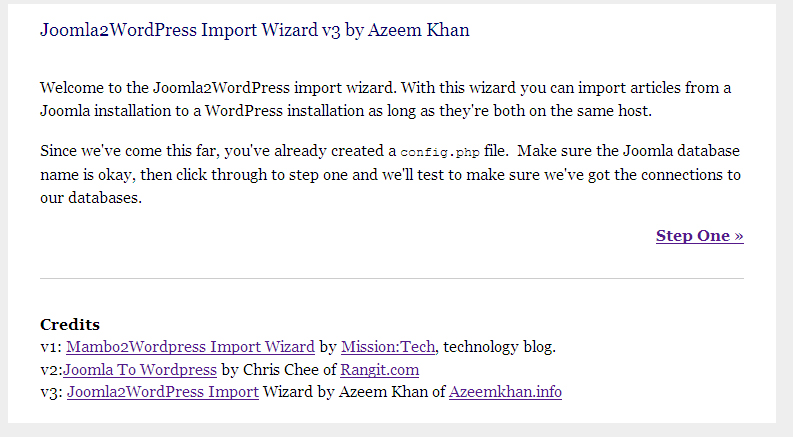 Joomla2WordPress Import Wizard v3 by Azeem Khan
Welcome to the Joomla2WordPress import wizard. With this wizard you can import articles from a
Joomla installation to a WordPress installation as long as they're both on the same host.
Since we've come this far, you've already created a config.php file.  Make sure the Joomla database
name is okay, then click through to step one and we'll test to make sure we've got the connections to
our databases.
Step One »
Credits
v1: Mambo2Wordpress Import Wizard by Mission:Tech, technology blog.
v2:Joomla To Wordpress by Chris Chee of Rangit.com
v3: Joomla2WordPress Import Wizard by Azeem Khan of Azeemkhan.info